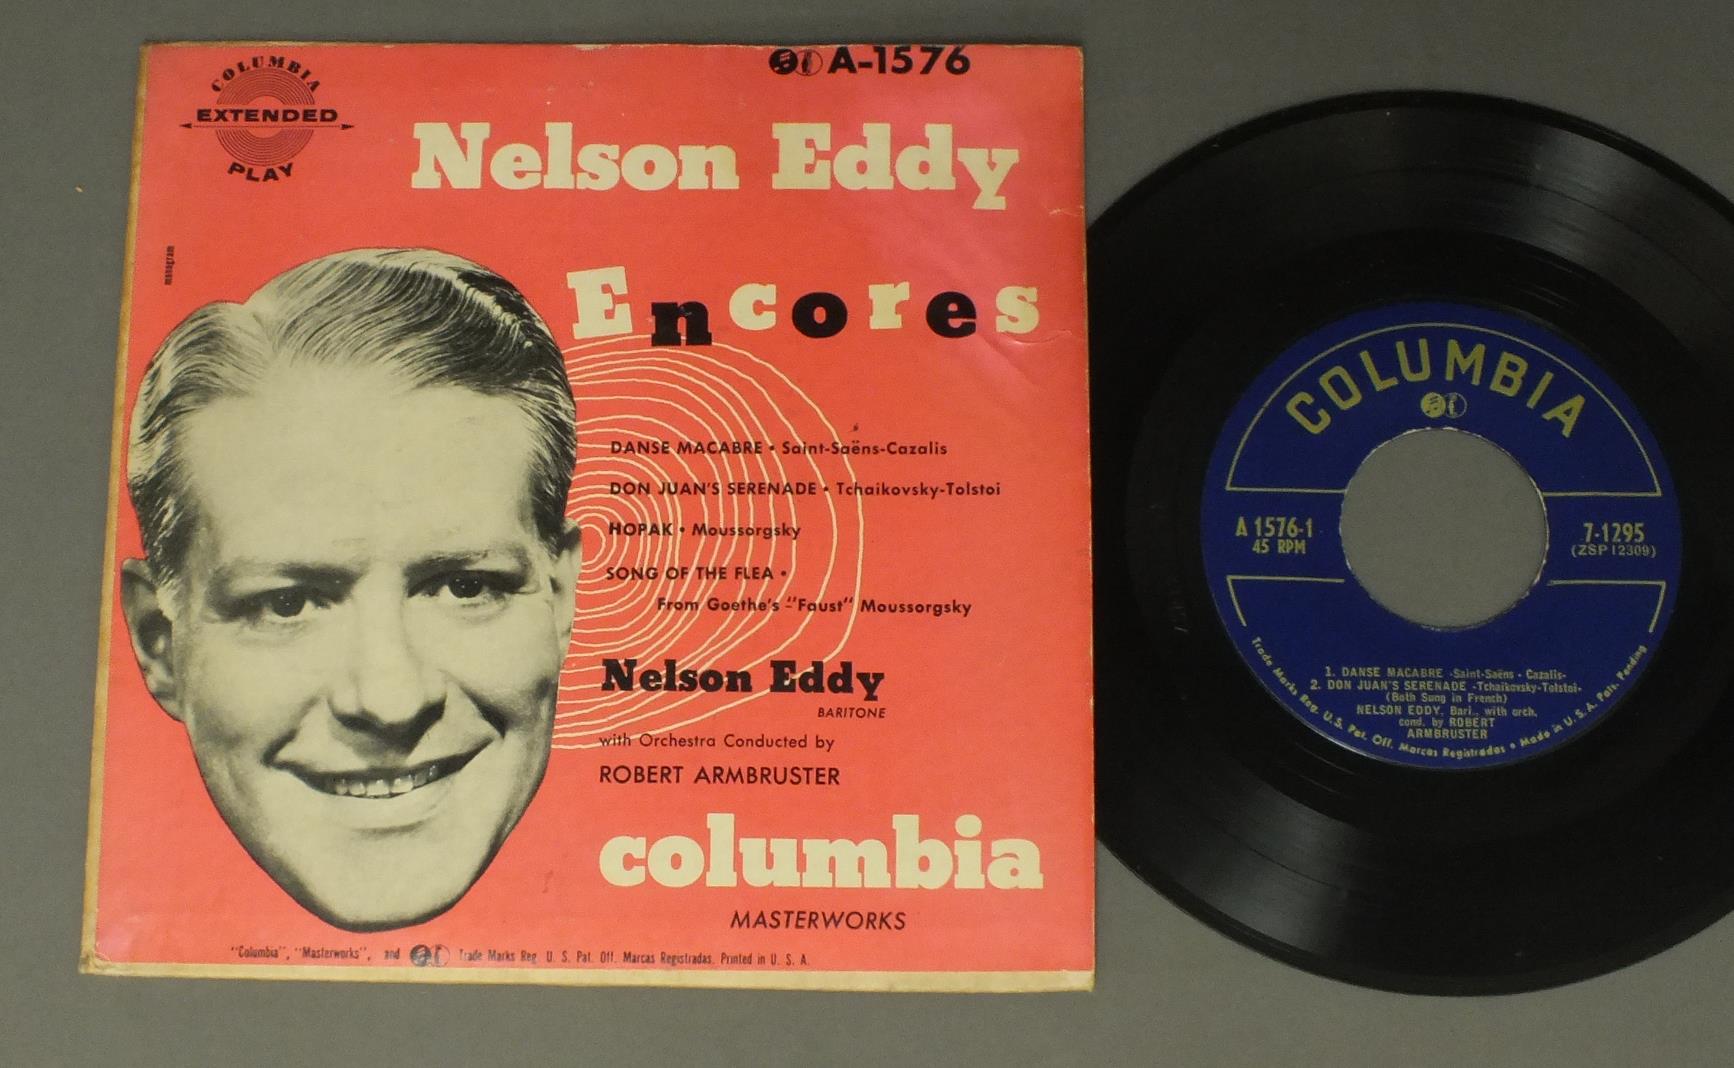 COLUMBIA
EXTENDED
PLAY
A-1576
Nelson Eddy
Encores
DANSE MACABRE • Saint-Saëns-Cazalis
DON JUAN'S SERENADE • Tchaikovsky-Tolstoi
HOPAK • Moussorgsky
SONG OF THE FLEA •
From Goethe's -"Faust" Moussorgsky
Nelson Eddy
BARITONE
with Orchestra Conducted by
ROBERT ARMBRUSTER
columbia
MASTERWORKS
"Columbia", "Masterworks", and Trade Marks Reg. U. S. Pat. Off. Marcas Registradas. Printed in U. S. A.
COLUMBIA
A 1576-1
45 RPM
7-1295
(ZSP12309)
1. DANSE MACABRE -Saint-Saëns - Cazalis-
2. DON JUAN'S SERENADE -Tchaikovsky-Tolstoi-
(Both Sung in French)
NELSON EDDY, Bari., with orch.
cond. by ROBERT
ARMBRUSTER
Trade Marks Reg. U. S. Pat. Off. Marcas Registradas • Made in U. S. A. Pats. Pending